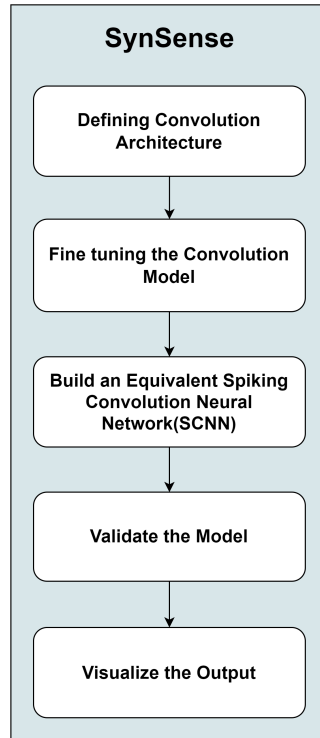 SynSense
Defining Convolution
Architecture
Fine tuning the Convolution
Model
Build an Equivalent Spiking
Convolution Neural
Network(SCNN)
Validate the Model
Visualize the Output